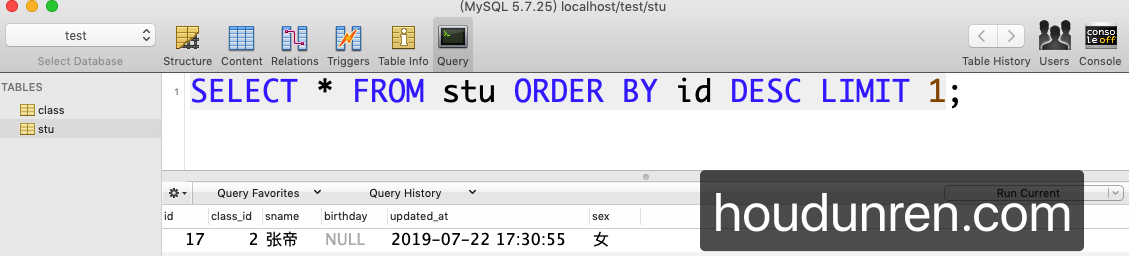 (MySQL 5.7.25) localhost/test/stu
test
Select Database
Structure Content Relations Triggers Table Info Query
Table History Users Console
conso
le off
TABLES
class
stu
1 SELECT * FROM stu ORDER BY id DESC LIMIT 1;
Query Favorites Query History Run Current
id class_id sname birthday updated_at sex
17 2 张帝 NULL 2019-07-22 17:30:55 女
houdunren.com